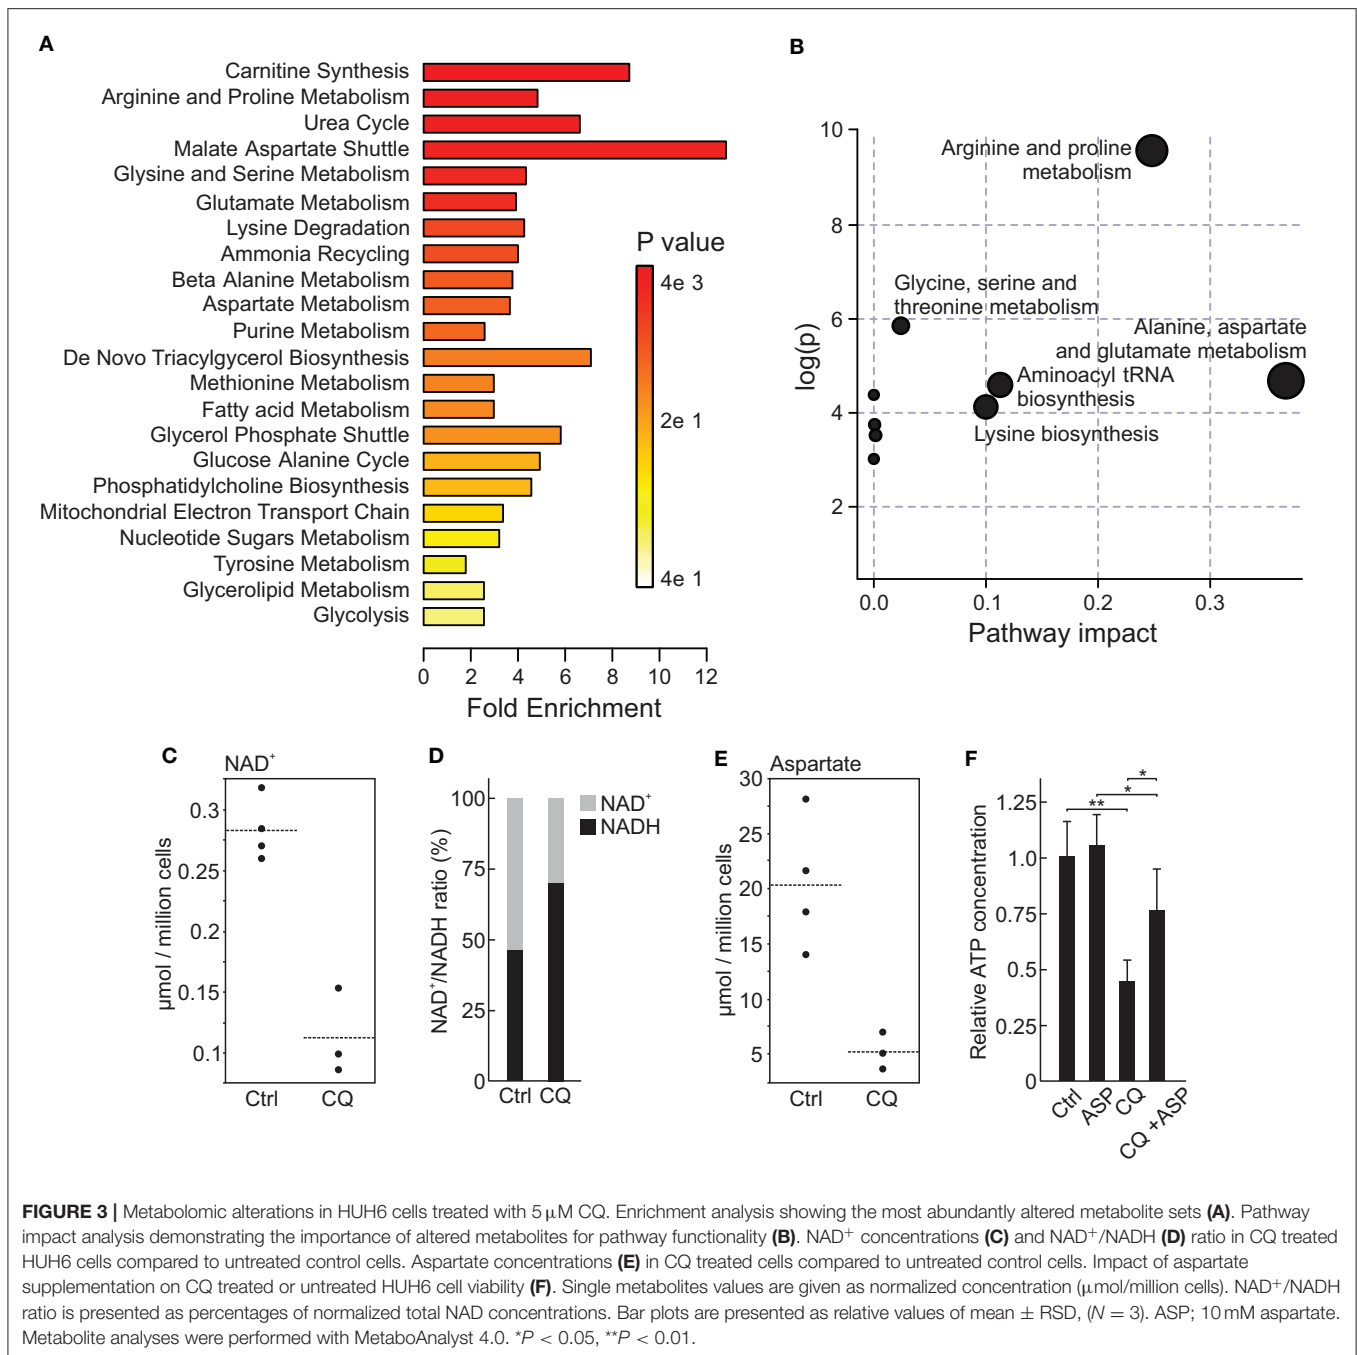 A
Carnitine Synthesis
Arginine and Proline Metabolism
Urea Cycle
Malate Aspartate Shuttle
Glysine and Serine Metabolism
Glutamate Metabolism
Lysine Degradation
Ammonia Recycling
Beta Alanine Metabolism
Aspartate Metabolism
Purine Metabolism
De Novo Triacylgycerol Biosynthesis
Methionine Metabolism
Fatty acid Metabolism
Glycerol Phosphate Shuttle
Glucose Alanine Cycle
Phosphatidylcholine Biosynthesis
Mitochondrial Electron Transport Chain
Nucleotide Sugars Metabolism
Tyrosine Metabolism
Glycerolipid Metabolism
Glycolysis
0 2 4 6 8 10 12
Fold Enrichment
P value
4e 3
2e 1
4e 1
B
10
8
6
4
2
log(p)
Arginine and proline
metabolism
Glycine, serine and
threonine metabolism
Alanine, aspartate
and glutamate metabolism
Aminoacyl tRNA
biosynthesis
Lysine biosynthesis
0.0 0.1 0.2 0.3
Pathway impact
C
NAD+
0.3
0.25
0.2
0.15
0.1
µmol / million cells
Ctrl CQ
D
100
75
50
25
0
NAD+/NADH ratio (%)
NAD+
NADH
Ctrl CQ
E
Aspartate
30
25
20
15
10
5
µmol / million cells
Ctrl CQ
F
1.25
1.0
0.75
0.5
0.25
0
Relative ATP concentration
*
*
**
Ctrl
ASP
CQ
CQ +ASP
FIGURE 3 | Metabolomic alterations in HUH6 cells treated with 5 µM CQ. Enrichment analysis showing the most abundantly altered metabolite sets (A). Pathway
impact analysis demonstrating the importance of altered metabolites for pathway functionality (B). NAD+ concentrations (C) and NAD+/NADH (D) ratio in CQ treated
HUH6 cells compared to untreated control cells. Aspartate concentrations (E) in CQ treated cells compared to untreated control cells. Impact of aspartate
supplementation on CQ treated or untreated HUH6 cell viability (F). Single metabolites values are given as normalized concentration (µmol/million cells). NAD+/NADH
ratio is presented as percentages of normalized total NAD concentrations. Bar plots are presented as relative values of mean ± RSD, (N = 3). ASP; 10 mM aspartate.
Metabolite analyses were performed with MetaboAnalyst 4.0. *P < 0.05, **P < 0.01.